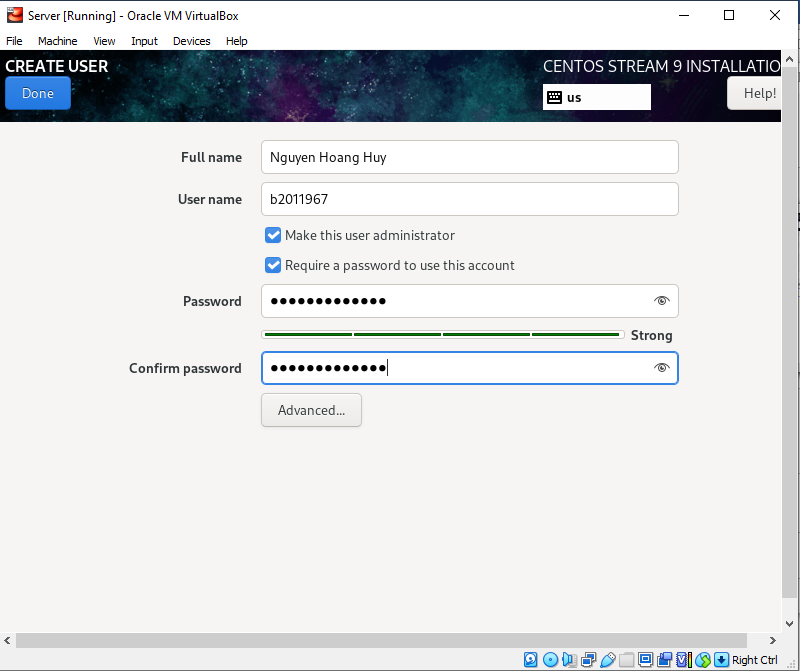 Server [Running] - Oracle VM VirtualBox
File Machine View Input Devices Help
CREATE USER
CENTOS STREAM 9 INSTALLATIO
Done
us
Help!
Full name
Nguyen Hoang Huy
User name
b2011967
Make this user administrator
Require a password to use this account
Password
●●●●●●●●●●●●●
Strong
Confirm password
●●●●●●●●●●●●●
Advanced...
Right Ctrl